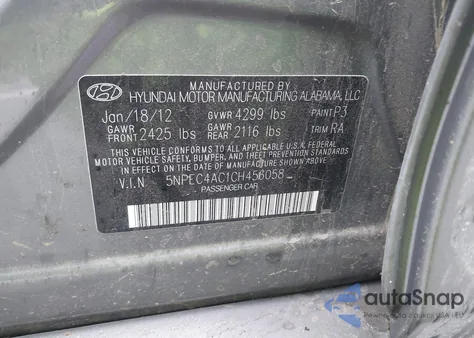 MANUFACTURED BY
HYUNDAI MOTOR MANUFACTURING ALABAMA, LLC
Jan/18/12 GVWR 4299 lbs PAINT P3
GAWR FRONT 2425 lbs GAWR REAR 2116 lbs TRIM RA
THIS VEHICLE CONFORMS TO ALL APPLICABLE U.S.A. FEDERAL
MOTOR VEHICLE SAFETY, BUMPER, AND THEFT PREVENTION STANDARDS
IN EFFECT ON THE DATE OF MANUFACTURE SHOWN ABOVE.
V.I.N 5NPEC4AC1CH456058
PASSENGER CAR
autoSnap